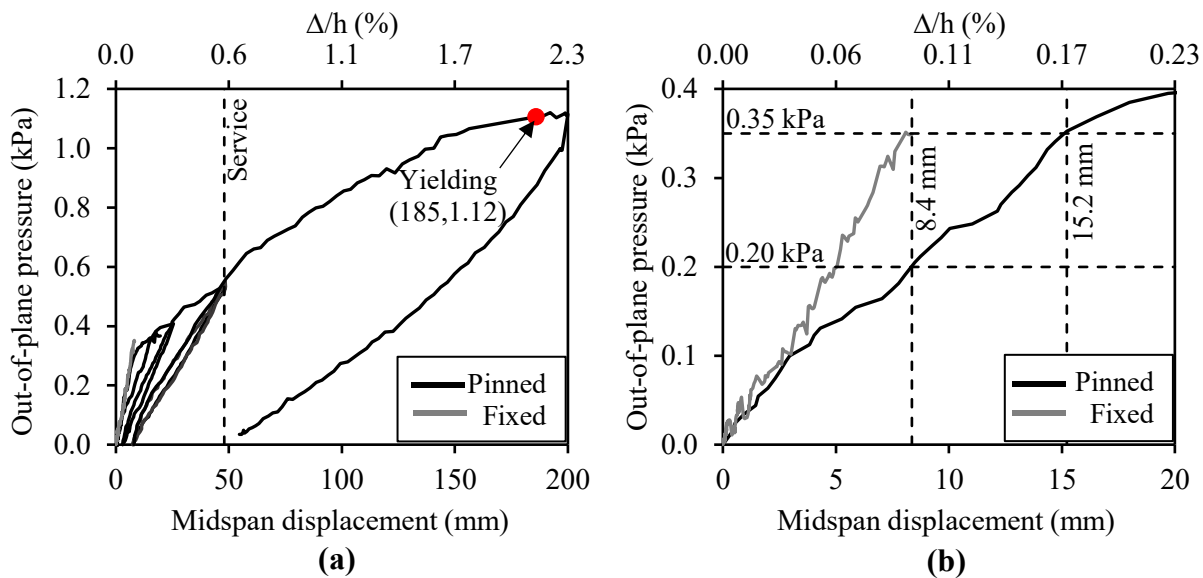 Δ/h (%)
0.0 0.6 1.1 1.7 2.3
Out-of-plane pressure (kPa)
1.2
1.0
0.8
0.6
0.4
0.2
0.0
Service
Yielding
(185,1.12)
Pinned
Fixed
0 50 100 150 200
Midspan displacement (mm)
(a)
Δ/h (%)
0.00 0.06 0.11 0.17 0.23
Out-of-plane pressure (kPa)
0.4
0.3
0.2
0.1
0.0
0.35 kPa
0.20 kPa
8.4 mm
15.2 mm
Pinned
Fixed
0 5 10 15 20
Midspan displacement (mm)
(b)